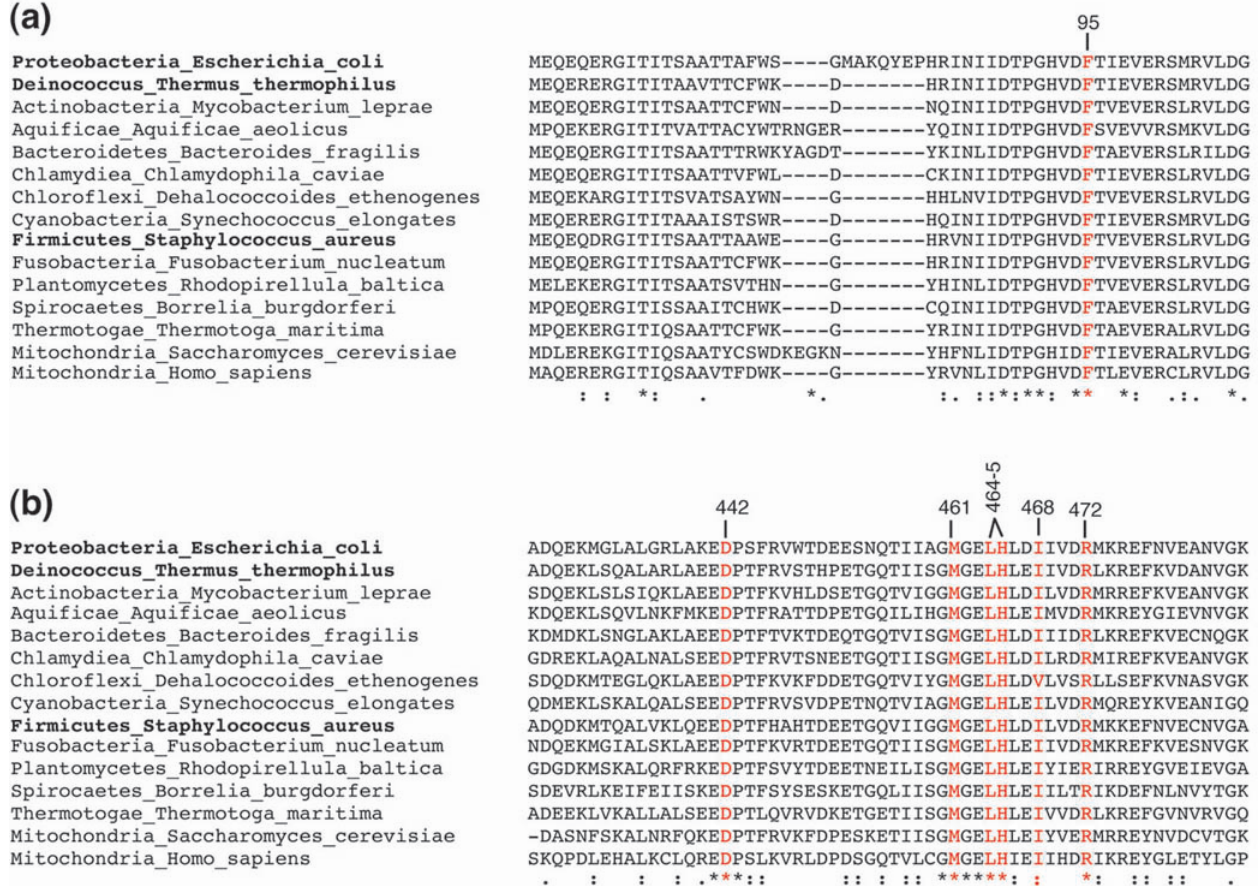 (a)
95
Proteobacteria_Escherichia_coli MEQEQERGITITSAATTAFWS----GMAKQYEPHRINIIDTPGHVDFTIEVERSMRVLDG
Deinococcus_Thermus_thermophilus MEQERERGITITAAVTTCFWK----D-------HRINIIDTPGHVDFTIEVERSMRVLDG
Actinobacteria_Mycobacterium_leprae MEQEQERGITITSAATTCFWN----D-------NQINIIDTPGHVDFTVEVERSLRVLDG
Aquificae_Aquificae_aeolicus MPQEKERGITITVATTACYWTRNGER-------YQINIIDTPGHVDFSVEVVRSMKVLDG
Bacteroidetes_Bacteroides_fragilis MEQEQERGITITSAATTTRWKYAGDT-------YKINLIDTPGHVDFTAEVERSLRILDG
Chlamydiea_Chlamydophila_caviae MEQEQERGITITSAATTVFWL----D-------CKINIIDTPGHVDFTIEVERSLRVLDG
Chloroflexi_Dehalococcoides_ethenogenes MEQEKARGITITSVATSAYWN----G-------HHLNVIDTPGHVDFTVEVERSLRVLDG
Cyanobacteria_Synechococcus_elongates MEQERERGITITAAAISTSWR----D-------HQINIIDTPGHVDFTIEVERSMRVLDG
Firmicutes_Staphylococcus_aureus MEQEQDRGITITSAATTAAWE----G-------HRVNIIDTPGHVDFTVEVERSLRVLDG
Fusobacteria_Fusobacterium_nucleatum MEQEQERGITITSAATTCFWK----G-------HRINIIDTPGHVDFTVEVERSLRVLDG
Plantomycetes_Rhodopirellula_baltica MELEKERGITITSAATSVTHN----G-------YHINLIDTPGHVDFTVEVERSLRVLDG
Spirocaetes_Borrelia_burgdorferi MPQEQERGITISSAAITCHWK----D-------CQINIIDTPGHVDFTAEVERSLRVLDG
Thermotogae_Thermotoga_maritima MPQEKERGITIQSAATTCFWK----G-------YRINIIDTPGHVDFTAEVERALRVLDG
Mitochondria_Saccharomyces_cerevisiae MDLEREKGITIQSAATYCSWDKEGKN-------YHFNLIDTPGHIDFTIEVERALRVLDG
Mitochondria_Homo_sapiens MAQERERGITIQSAAVTFDWK----G-------YRVNLIDTPGHVDFTLEVERCLRVLDG
: : *: . *. :. ::**** ** *: .::. *.
(b)
442 461 464-5 468 472
Proteobacteria_Escherichia_coli ADQEKMGLALGRLAKEDPSFRVWTDEESNQTIIAGMGELHLDIIVDRMKREFNVEANVGK
Deinococcus_Thermus_thermophilus ADQEKLSQALARLAEEDPTFRVSTHPETGQTIISGMGELHLEIIVDRLKREFKVDANVGK
Actinobacteria_Mycobacterium_leprae SDQEKLSLSIQKLAEEDPTFKVHLDSETGQTVIGGMGELHLDILVDRMRREFKVEANVGK
Aquificae_Aquificae_aeolicus KDQEKLSQVLNKFMKEDPTFRATTDPETGQILIHGMGELHLEIMVDRMKREYGIEVNVGK
Bacteroidetes_Bacteroides_fragilis KDMDKLSNGLAKLAEEDPTFTVKTDEQTGQTVISGMGELHLDIIIDRLKREFKVECNQGK
Chlamydiea_Chlamydophila_caviae GDREKLAQALNALSEEDPTFRVTSNEETGQTIISGMGELHLDILRDRMIREFKVEANVGK
Chloroflexi_Dehalococcoides_ethenogenes SDQDKMTEGLQKLAEEDPTFKVKFDDETGQTVIYGMGELHLDVLVSRLLSEFKVNASVGK
Cyanobacteria_Synechococcus_elongates QDMEKLSKALQALSEEDPTFRVSVDPETNQTVIAGMGELHLDILVDRMQREYKVEANIGQ
Firmicutes_Staphylococcus_aureus ADQDKMTQALVKLQEEDPTFHAHTDEETGQVIIGGMGELHLDILVDRMKKEFNVECNVGA
Fusobacteria_Fusobacterium_nucleatum NDQEKMGIALSKLAEEDPTFKVRTDEETGQTIISGMGELHLEIIVDRMKREFKVESNVGK
Plantomycetes_Rhodopirellula_baltica GDGDKMSKALQRFRKEDPTFSVYTDEETNEILISGMGELHLEIYIERIRREYGVEIEVGA
Spirocaetes_Borrelia_burgdorferi SDEVRLKEIFEIISKEDPTFSYSESKETGQLIISGMGELHLEIILTRIKDEFNLNVYTGK
Thermotogae_Thermotoga_maritima ADEEKLVKALLALSEEDPTLQVRVDKETGETIISGMGELHLEIVVDRLKREFGVNVRVGQ
Mitochondria_Saccharomyces_cerevisiae -DASNFSKALNRFQKEDPTFRVKFDPESKETIISGMGELHLEIYVERMRREYNVDCVTGK
Mitochondria_Homo_sapiens SKQPDLEHALKCLQREDPSLKVRLDPDSGQTVLCGMGELHIEIIHDRIKREYGLETYLGP
. : : : ***:: :: : : ******:: : * : :: .